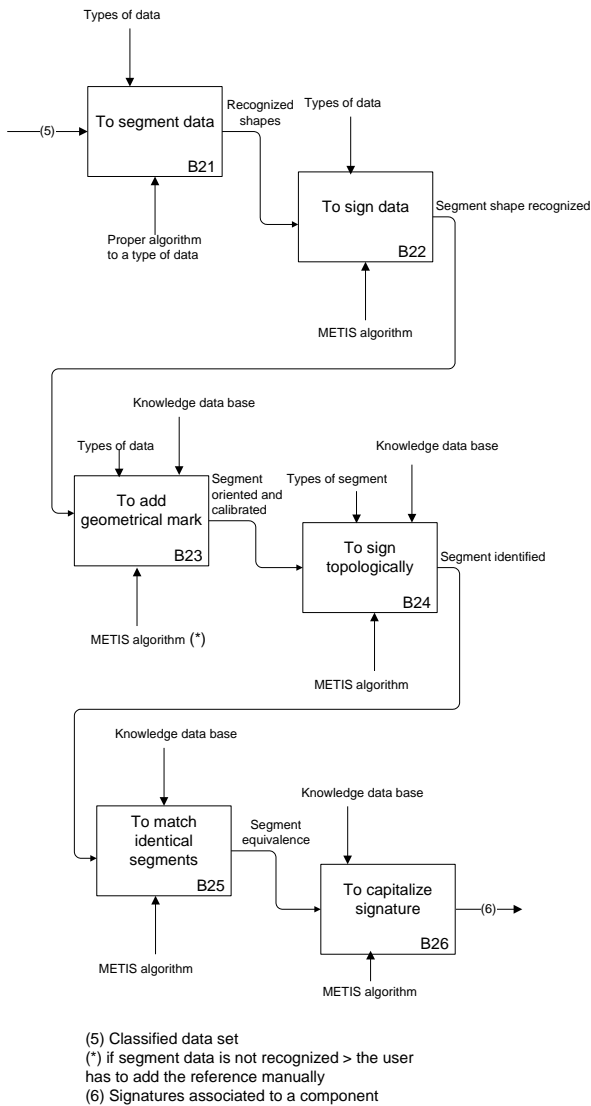 Types of data
To segment data
B21
(5)
Recognized
shapes
Types of data
Proper algorithm
to a type of data
To sign data
B22
Segment shape recognized
METIS algorithm
Knowledge data base
Types of data
To add
geometrical mark
B23
Segment
oriented and
calibrated
METIS algorithm (*)
Knowledge data base
Types of segment
To sign
topologically
B24
Segment identified
METIS algorithm
Knowledge data base
To match
identical
segments
B25
Segment
equivalence
METIS algorithm
Knowledge data base
To capitalize
signature
B26
(6)
METIS algorithm
(5) Classified data set
(*) if segment data is not recognized > the user
has to add the reference manually
(6) Signatures associated to a component